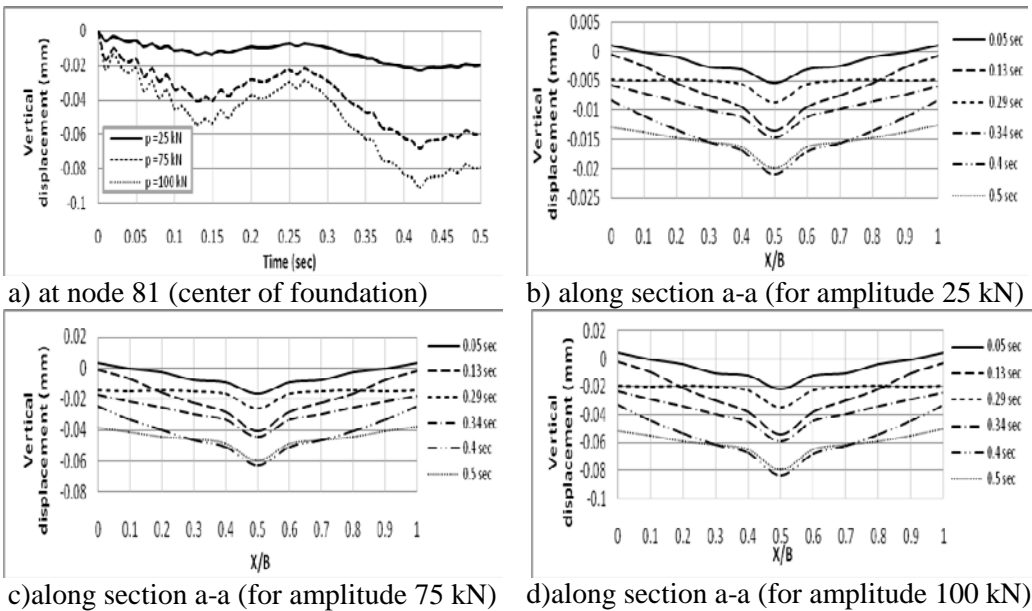 Vertical
displacement (mm)
0
-0.02
-0.04
-0.06
-0.08
-0.1
p=25 kN
p=75 kN
p=100 kN
0 0.1 0.2 0.2 0.3 0.3 0.4 0.4 0.5 0.5
Time (sec)
a) at node 81 (center of foundation)
Vertical
displacement (mm)
0.005
0
-0.005
-0.01
-0.015
-0.02
-0.025
0 0.1 0.2 0.3 0.4 0.5 0.6 0.7 0.8 0.9 1
X/B
0.05 sec
0.13 sec
0.29 sec
0.34 sec
0.4 sec
0.5 sec
b) along section a-a (for amplitude 25 kN)
Vertical
displacement (mm)
0.02
0
-0.02
-0.04
-0.06
-0.08
0 0.1 0.2 0.3 0.4 0.5 0.6 0.7 0.8 0.9 1
X/B
0.05 sec
0.13 sec
0.29 sec
0.34 sec
0.4 sec
0.5 sec
c)along section a-a (for amplitude 75 kN)
Vertical
displacement (mm)
0.02
0
-0.02
-0.04
-0.06
-0.08
-0.1
0 0.1 0.2 0.3 0.4 0.5 0.6 0.7 0.8 0.9 1
X/B
0.05 sec
0.13 sec
0.29 sec
0.34 sec
0.4 sec
0.5 sec
d)along section a-a (for amplitude 100 kN)